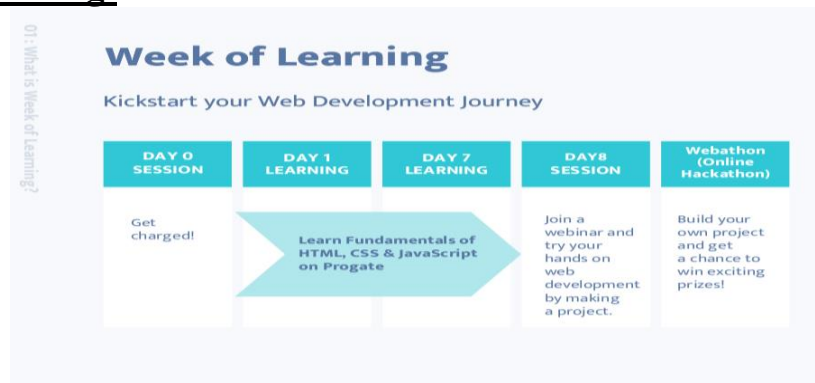 01: What is Week of Learning?
Week of Learning
Kickstart your Web Development Journey
DAY 0
SESSION
Get
charged!
DAY 1
LEARNING
DAY 7
LEARNING
Learn Fundamentals of
HTML, CSS & JavaScript
on Progate
DAY8
SESSION
Join a
webinar and
try your
hands on
web
development
by making
a project.
Webathon
(Online
Hackathon)
Build your
own project
and get
a chance to
win exciting
prizes!